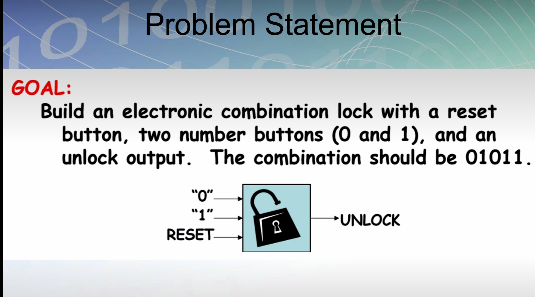 Problem Statement
GOAL:
Build an electronic combination lock with a reset
button, two number buttons (0 and 1), and an
unlock output. The combination should be 01011.
“0”
“1”
RESET
UNLOCK